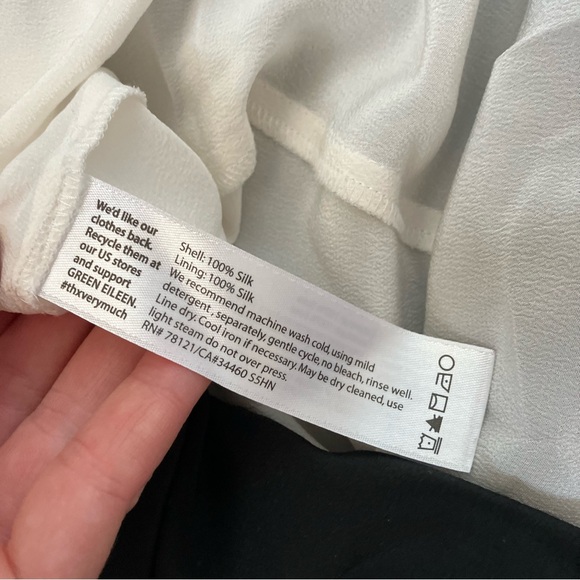 We'd like our
clothes back.
Recycle them at
our US stores
and support
GREEN EILEEN.
#thxverymuch
Shell: 100% Silk
Lining: 100% Silk
We recommend machine wash cold, using mild
detergent, separately, gentle cycle, no bleach, rinse well.
Line dry. Cool iron if necessary. May be dry cleaned, use
light steam do not over press.
RN# 78121/CA#34460 S5HN